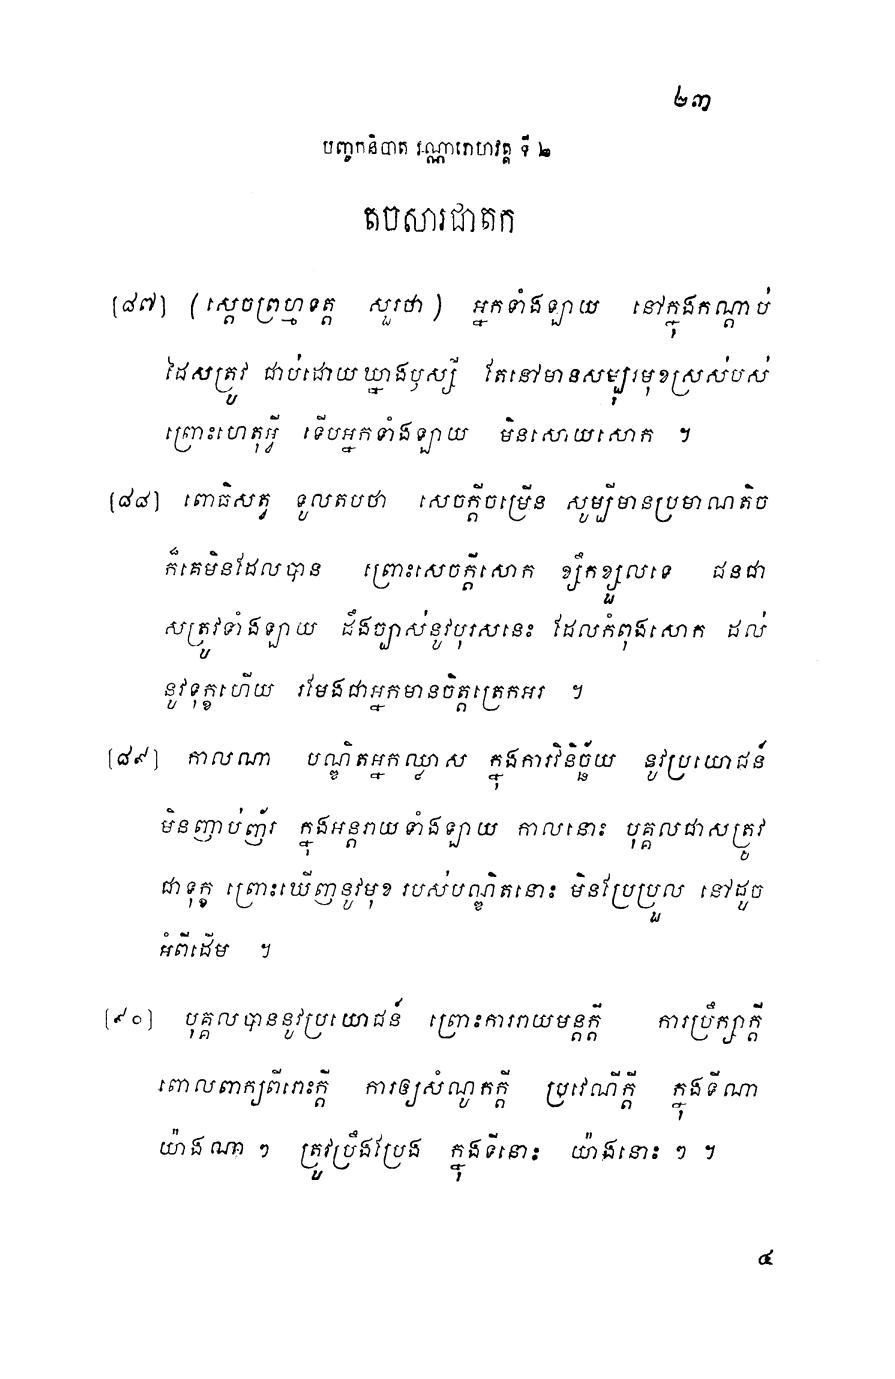 ២៣
បញ្ចកនិបាត វណ្ណារោហវគ្គ ទី ២
តបសារជាតក
[៨៧] (ស្តេចព្រហ្មទត្ត សួរថា) អ្នកទាំងឡាយ នៅក្នុងកណ្តាប់
ដៃសត្រូវ ជាប់ដោយឃ្នាងឫស្សី តែនៅមានសម្បុរមុខស្រស់បស់
ព្រោះហេតុអ្វី ទើបអ្នកទាំងឡាយ មិនសោយសោក ។
[៨៨] ពោធិសត្វ ទូលតបថា សេចក្តីចម្រើន សូម្បីមានប្រមាណតិច
ក៏គេមិនដែលបាន ព្រោះសេចក្តីសោក ខ្សឹកខ្សួលទេ ជនជា
សត្រូវទាំងឡាយ ដឹងច្បាស់នូវបុរសនេះ ដែលកំពុងសោក ដល់
នូវទុក្ខហើយ រមែងជាអ្នកមានចិត្តត្រេកអរ ។
[៨៩] កាលណា បណ្ឌិតអ្នកឈ្លាស ក្នុងការវិនិច្ឆ័យ នូវប្រយោជន៍
មិនញាប់ញ័រ ក្នុងអន្តរាយទាំងឡាយ កាលនោះ បុគ្គលជាសត្រូវ
ជាទុក្ខ ព្រោះឃើញនូវមុខ របស់បណ្ឌិតនោះ មិនប្រែប្រួល នៅដូច
អំពីដើម ។
[៩០] បុគ្គលបាននូវប្រយោជន៍ ព្រោះការរាយមន្តក្តី ការប្រឹក្សាក្តី
ពោលពាក្យពីរោះក្តី ការឲ្យសំណូកក្តី ប្រវេណីក្តី ក្នុងទីណា
យ៉ាងណា ៗ ត្រូវប្រឹងប្រែង ក្នុងទីនោះ យ៉ាងនោះ ៗ ។
៤